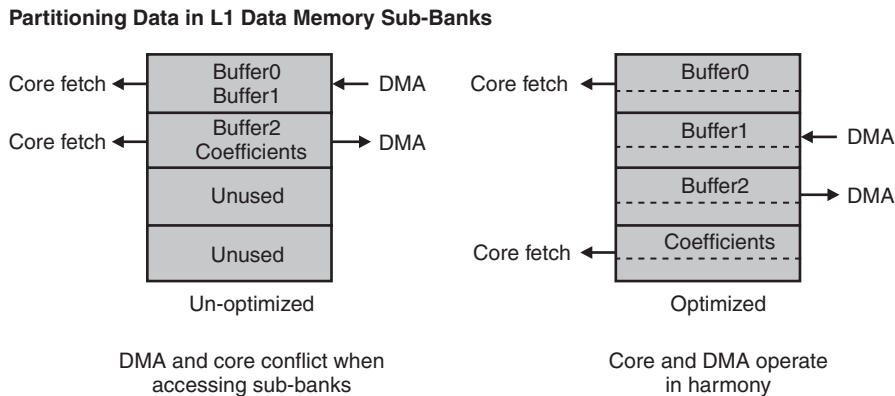 Partitioning Data in L1 Data Memory Sub-Banks
Core fetch
Buffer0
Buffer1
DMA
Core fetch
Buffer2
Coefficients
DMA
Unused
Unused
Un-optimized
DMA and core conflict when
accessing sub-banks
Core fetch
Buffer0
Buffer1
DMA
Buffer2
DMA
Core fetch
Coefficients
Optimized
Core and DMA operate
in harmony